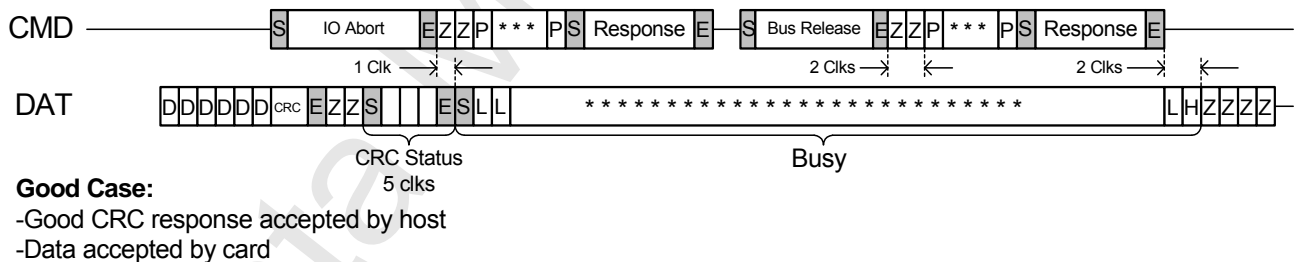 CMD S IO Abort E Z Z P * * * P S Response E S Bus Release E Z Z P * * * P S Response E
1 Clk 2 Clks 2 Clks
DAT D D D D D D CRC E Z Z S E S L L * * * * * * * * * * * * * * * * * * * * * * * * * * * L H Z Z Z Z
CRC Status Busy
5 clks
Good Case:
-Good CRC response accepted by host
-Data accepted by card